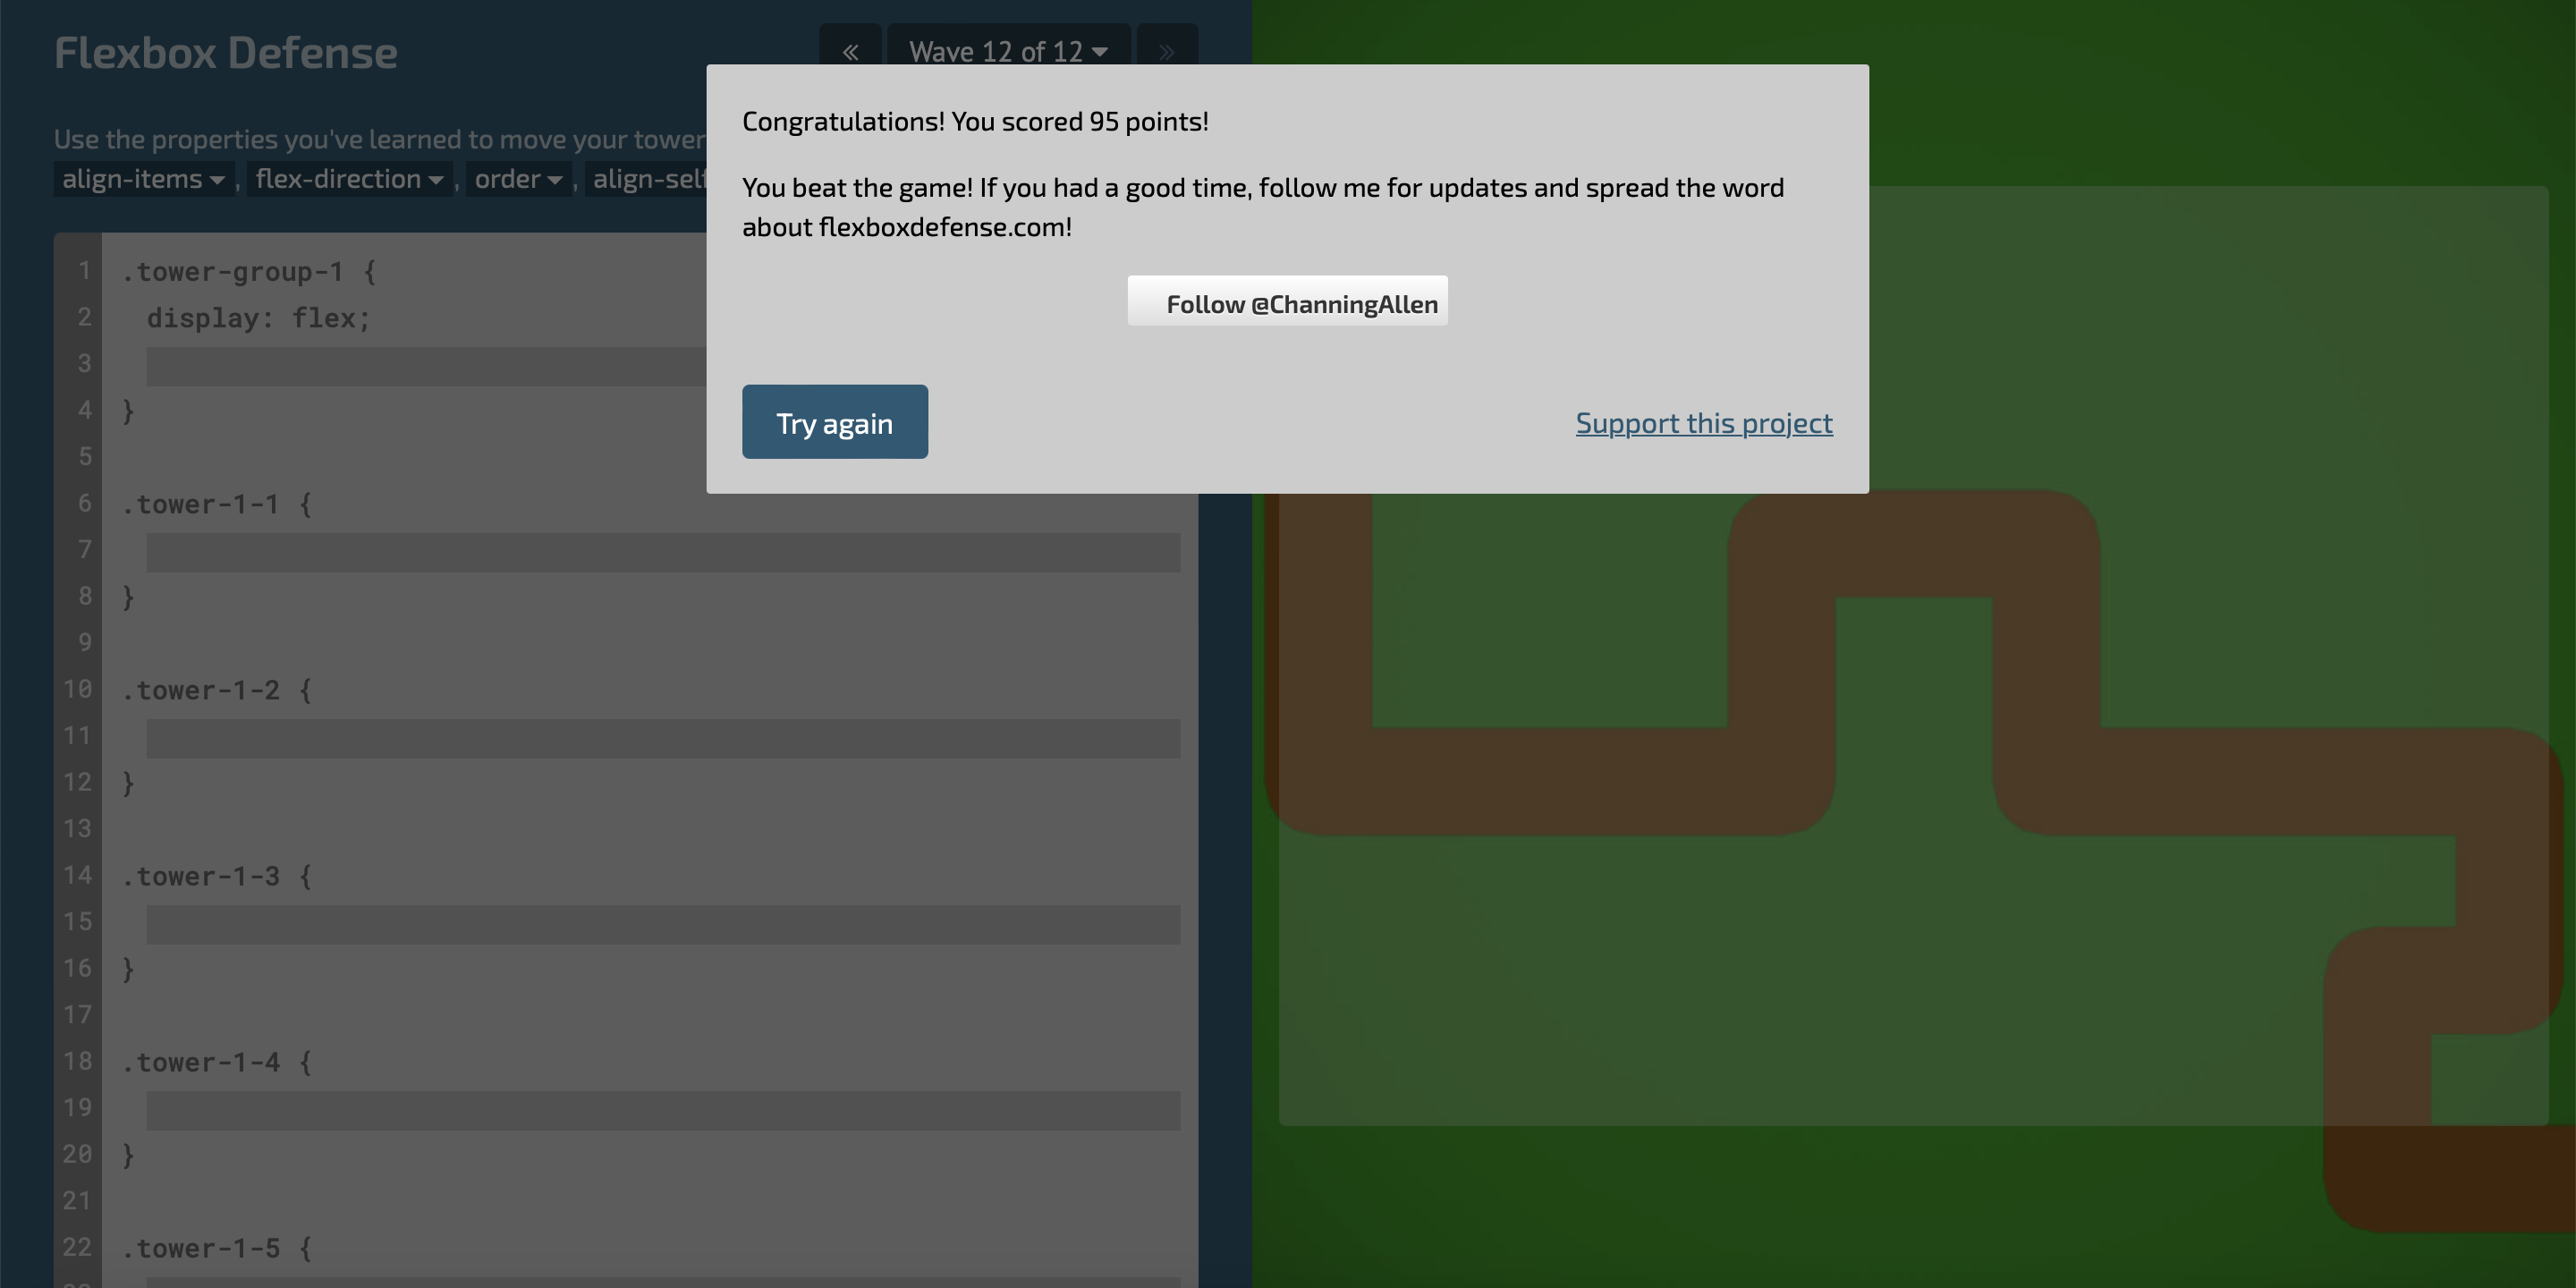 Flexbox Defense
« Wave 12 of 12 »
Use the properties you've learned to move your tower
align-items , flex-direction , order , align-self
Congratulations! You scored 95 points!
You beat the game! If you had a good time, follow me for updates and spread the word
about flexboxdefense.com!
Follow @ChanningAllen
Try again
Support this project
1 .tower-group-1 {
2 display: flex;
3
4 }
5
6 .tower-1-1 {
7
8 }
9
10 .tower-1-2 {
11
12 }
13
14 .tower-1-3 {
15
16 }
17
18 .tower-1-4 {
19
20 }
21
22 .tower-1-5 {